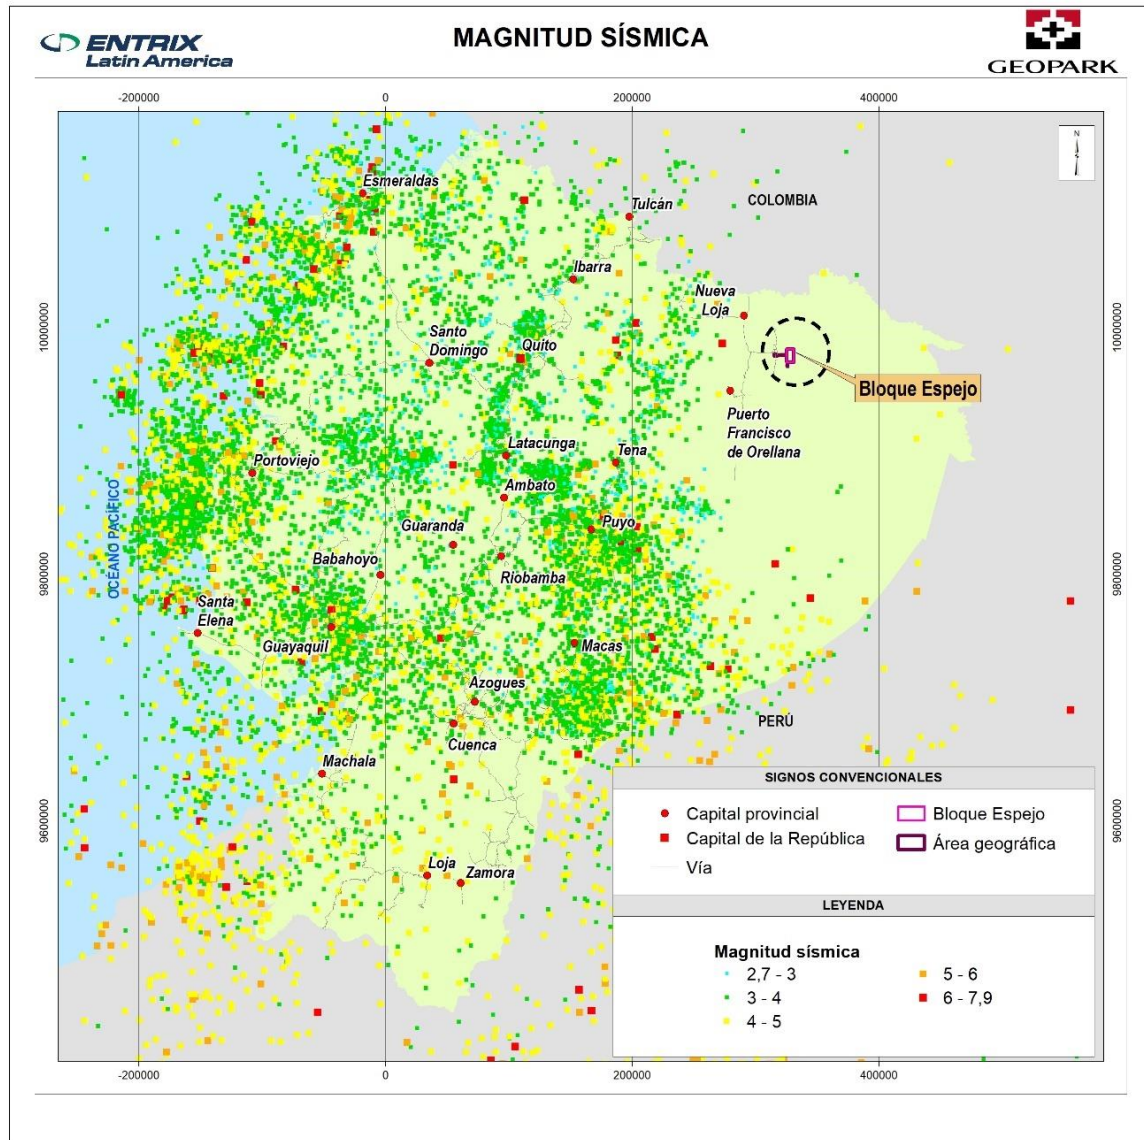 ENTRIX
Latin America
MAGNITUD SÍSMICA
GEOPARK
-200000
0
200000
400000
N
Esmeraldas
Tulcán
COLOMBIA
Ibarra
Nueva
Loja
10000000
10000000
Santo
Domingo
Quito
Bloque Espejo
Puerto
Francisco
de Orellana
Latacunga
Tena
Portoviejo
Ambato
OCÉANO PACÍFICO
Guaranda
Puyo
Babahoyo
Riobamba
9800000
9800000
Santa
Elena
Guayaquil
Macas
Azogues
PERÚ
Cuenca
Machala
9600000
9600000
Loja
Zamora
SIGNOS CONVENCIONALES
Capital provincial
Bloque Espejo
Capital de la República
Área geográfica
Vía
LEYENDA
Magnitud sísmica
2,7 - 3
5 - 6
3 - 4
6 - 7,9
4 - 5
-200000
0
200000
400000